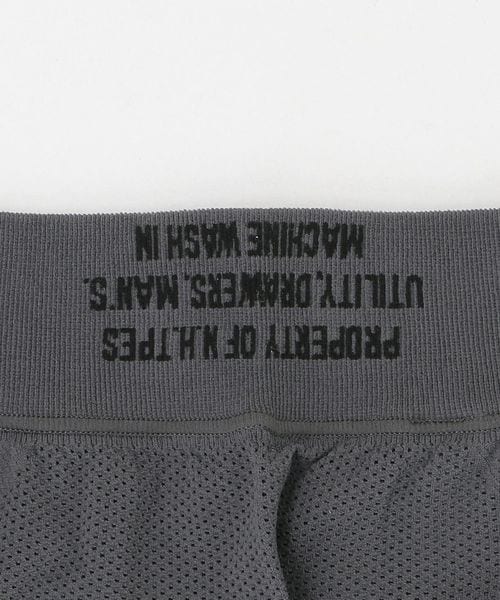 PROPERTY OF N.H.TPES
UTILITY, DRAWERS, MAN'S.
MACHINE WASH IN